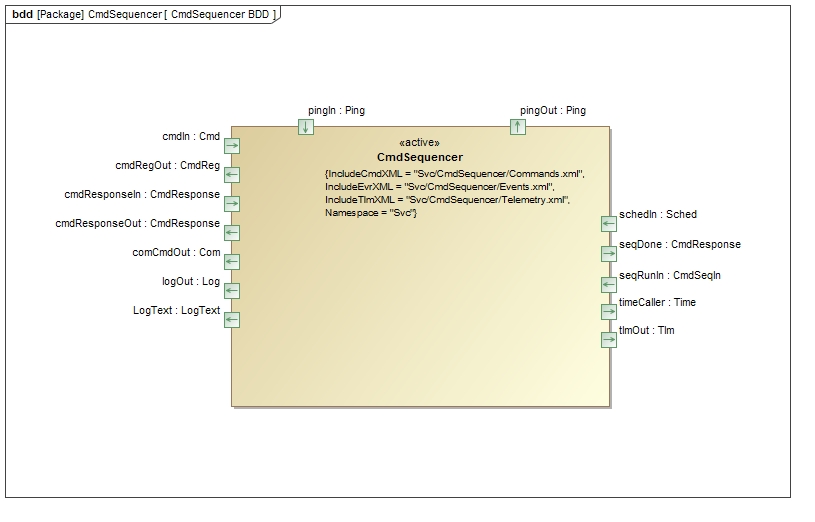 bdd [Package] CmdSequencer [ CmdSequencer BDD ]
pingIn : Ping
pingOut : Ping
cmdIn : Cmd
cmdRegOut : CmdReg
cmdResponseIn : CmdResponse
cmdResponseOut : CmdResponse
comCmdOut : Com
logOut : Log
LogText : LogText
«active»
CmdSequencer
{IncludeCmdXML = "Svc/CmdSequencer/Commands.xml",
IncludeEvrXML = "Svc/CmdSequencer/Events.xml",
IncludeTlmXML = "Svc/CmdSequencer/Telemetry.xml",
Namespace = "Svc"}
schedIn : Sched
seqDone : CmdResponse
seqRunIn : CmdSeqIn
timeCaller : Time
tlmOut : Tlm